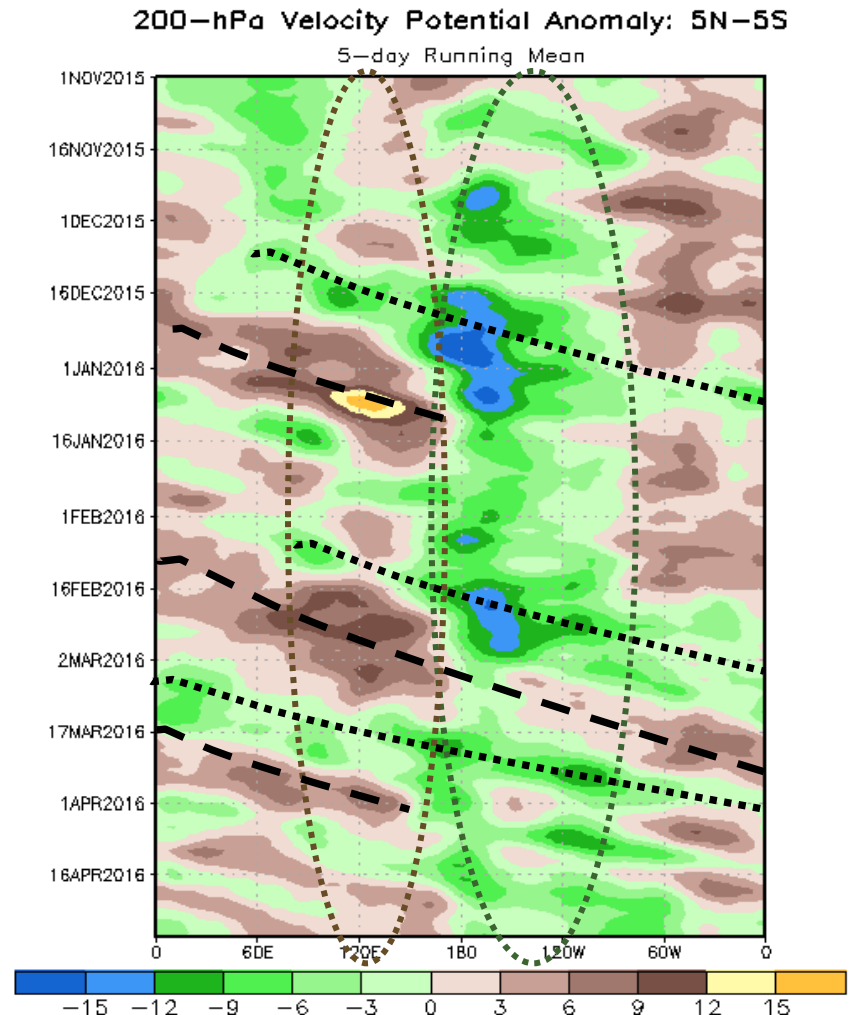 200-hPa Velocity Potential Anomaly: 5N-5S
5-day Running Mean
1NOV2015
16NOV2015
1DEC2015
16DEC2015
1JAN2016
16JAN2016
1FEB2016
16FEB2016
2MAR2016
17MAR2016
1APR2016
16APR2016
0 60E 120E 180 120W 60W 0
-15 -12 -9 -6 -3 0 3 6 9 12 15